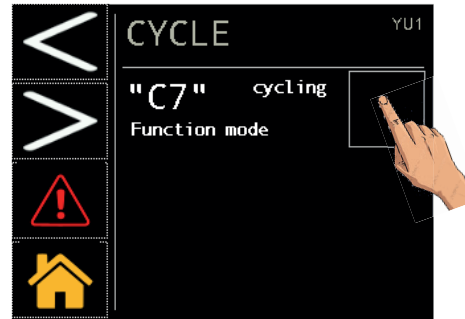 CYCLE
YU1
"C7"
cycling
Function mode